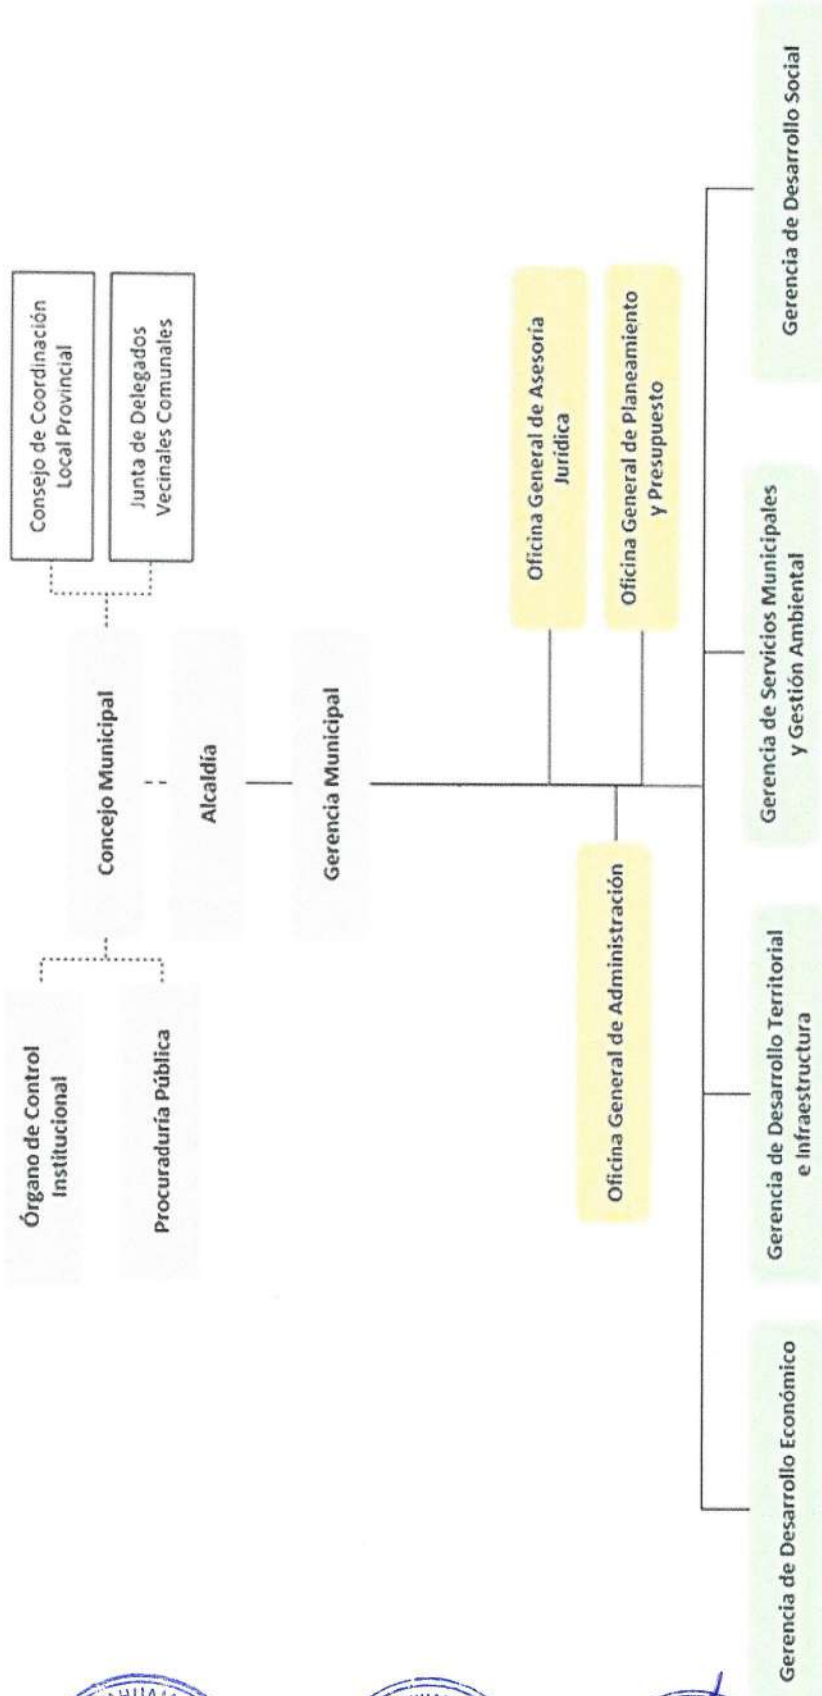 Órgano de Control
Institucional
Procuraduría Pública
Concejo Municipal
Alcaldía
Gerencia Municipal
Consejo de Coordinación
Local Provincial
Junta de Delegados
Vecinales Comunales
Oficina General de Asesoría
Jurídica
Oficina General de Planeamiento
y Presupuesto
Oficina General de Administración
Gerencia de Desarrollo Económico
Gerencia de Desarrollo Territorial
e Infraestructura
Gerencia de Servicios Municipales
y Gestión Ambiental
Gerencia de Desarrollo Social